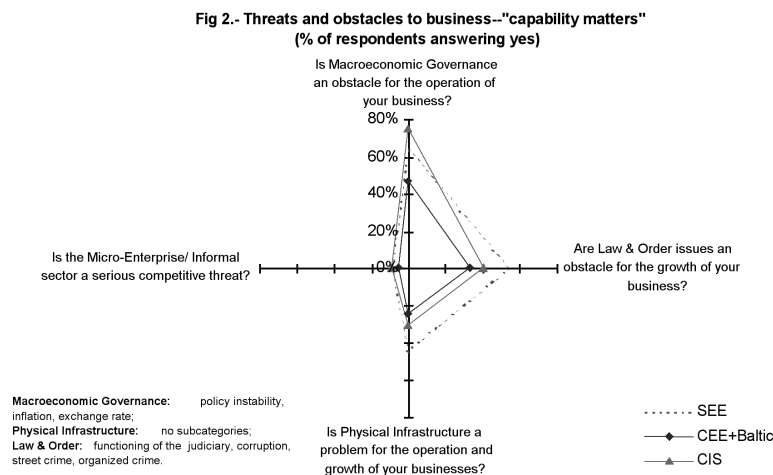 Fig 2.- Threats and obstacles to business--"capability matters"
(% of respondents answering yes)
Is Macroeconomic Governance
an obstacle for the operation of
your business?
80%
60%
40%
20%
0%
Is the Micro-Enterprise/ Informal
sector a serious competitive threat?
Are Law & Order issues an
obstacle for the growth of your
business?
Is Physical Infrastructure a
problem for the operation and
growth of your businesses?
Macroeconomic Governance: policy instability,
inflation, exchange rate;
Physical Infrastructure: no subcategories;
Law & Order: functioning of the judiciary, corruption,
street crime, organized crime.
SEE
CEE+Baltic
CIS